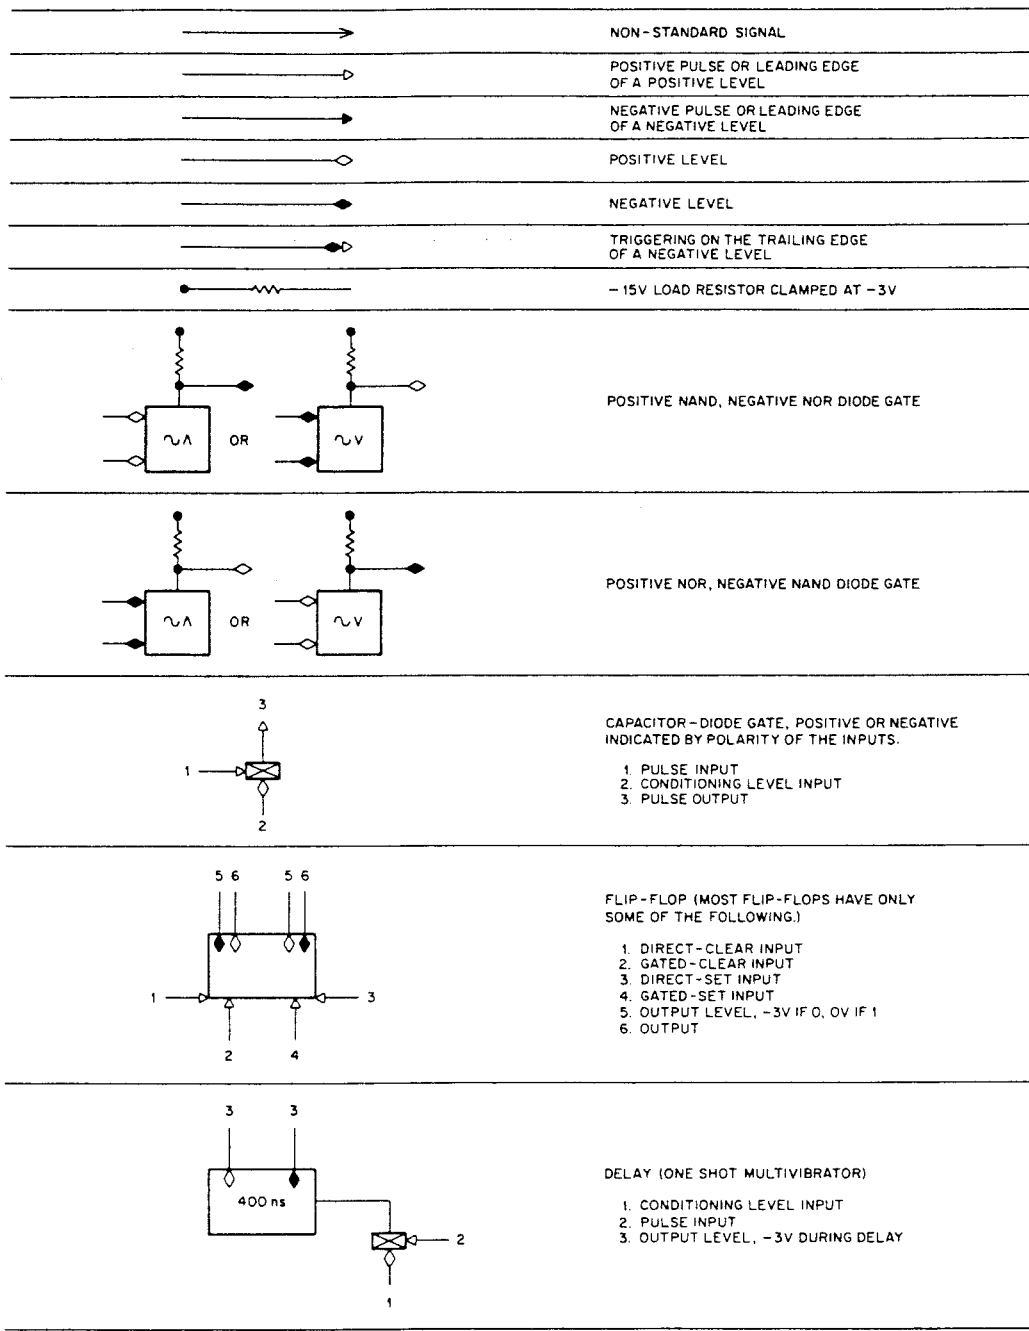 NON-STANDARD SIGNAL
POSITIVE PULSE OR LEADING EDGE
OF A POSITIVE LEVEL
NEGATIVE PULSE OR LEADING EDGE
OF A NEGATIVE LEVEL
POSITIVE LEVEL
NEGATIVE LEVEL
TRIGGERING ON THE TRAILING EDGE
OF A NEGATIVE LEVEL
-15V LOAD RESISTOR CLAMPED AT -3V
∿Λ OR ∿V
POSITIVE NAND, NEGATIVE NOR DIODE GATE
∿Λ OR ∿V
POSITIVE NOR, NEGATIVE NAND DIODE GATE
3
1
2
CAPACITOR-DIODE GATE, POSITIVE OR NEGATIVE
INDICATED BY POLARITY OF THE INPUTS.
1. PULSE INPUT
2. CONDITIONING LEVEL INPUT
3. PULSE OUTPUT
5 6 5 6
1 3
2 4
FLIP-FLOP (MOST FLIP-FLOPS HAVE ONLY
SOME OF THE FOLLOWING.)
1. DIRECT-CLEAR INPUT
2. GATED-CLEAR INPUT
3. DIRECT-SET INPUT
4. GATED-SET INPUT
5. OUTPUT LEVEL, -3V IF 0, 0V IF 1
6. OUTPUT
3 3
400 ns
2
1
DELAY (ONE SHOT MULTIVIBRATOR)
1. CONDITIONING LEVEL INPUT
2. PULSE INPUT
3. OUTPUT LEVEL, -3V DURING DELAY